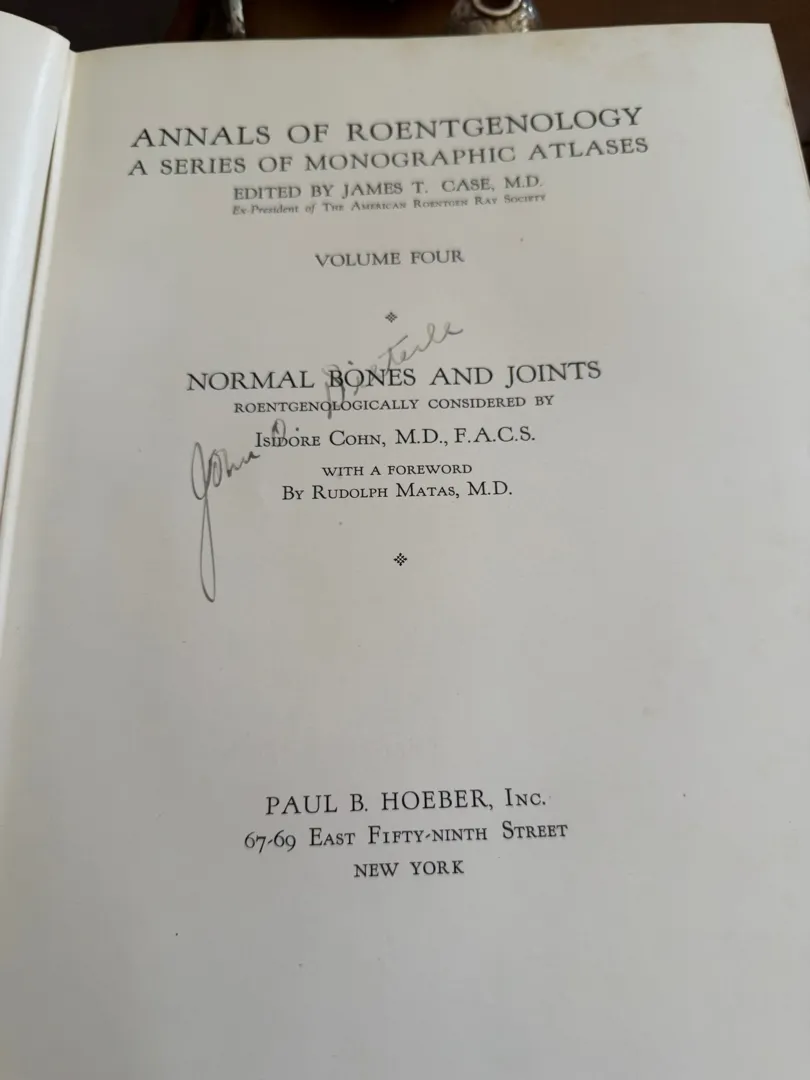 ANNALS OF ROENTGENOLOGY
A SERIES OF MONOGRAPHIC ATLASES
EDITED BY JAMES T. CASE, M.D.
Ex-President of THE AMERICAN ROENTGEN RAY SOCIETY
VOLUME FOUR
NORMAL BONES AND JOINTS
ROENTGENOLOGICALLY CONSIDERED BY
ISIDORE COHN, M.D., F.A.C.S.
WITH A FOREWORD
BY RUDOLPH MATAS, M.D.
John
PAUL B. HOEBER, INC.
67-69 EAST FIFTY-NINTH STREET
NEW YORK